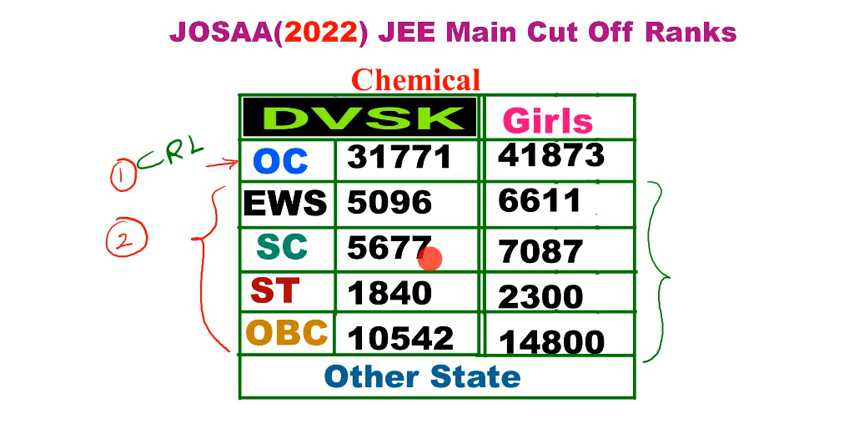 JOSAA(2022) JEE Main Cut Off Ranks
Chemical
DVSK Girls
1 CRL → OC 31771 41873
EWS 5096 6611
2 SC 5677 7087
ST 1840 2300
OBC 10542 14800
Other State